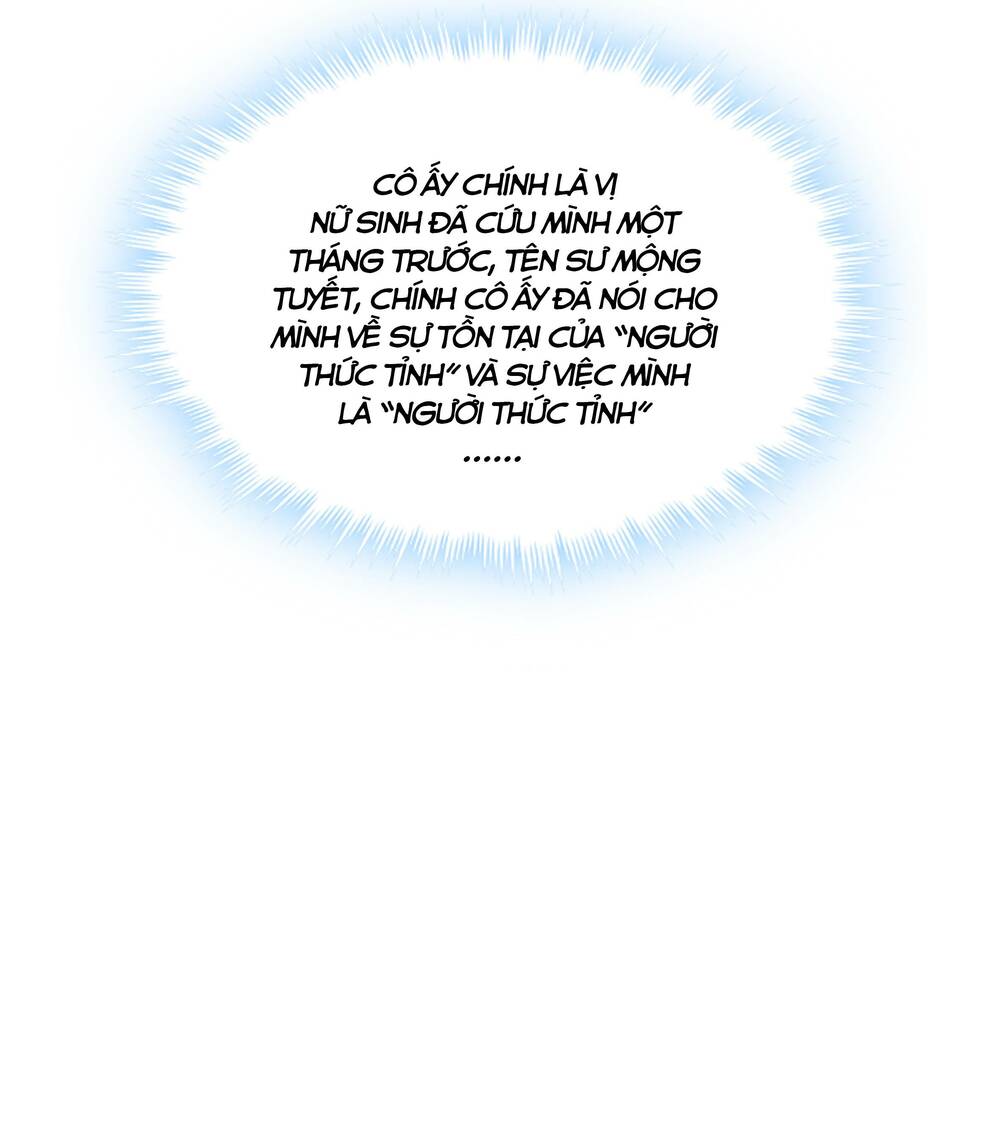 CÔ ẤY CHÍNH LÀ VỊ
NỮ SINH ĐÃ CỨU MÌNH MỘT
THÁNG TRƯỚC, TÊN SƯ MỘNG
TUYẾT, CHÍNH CÔ ẤY ĐÃ NÓI CHO
MÌNH VỀ SỰ TỒN TẠI CỦA "NGƯỜI
THỨC TỈNH" VÀ SỰ VIỆC MÌNH
LÀ "NGƯỜI THỨC TỈNH"
......